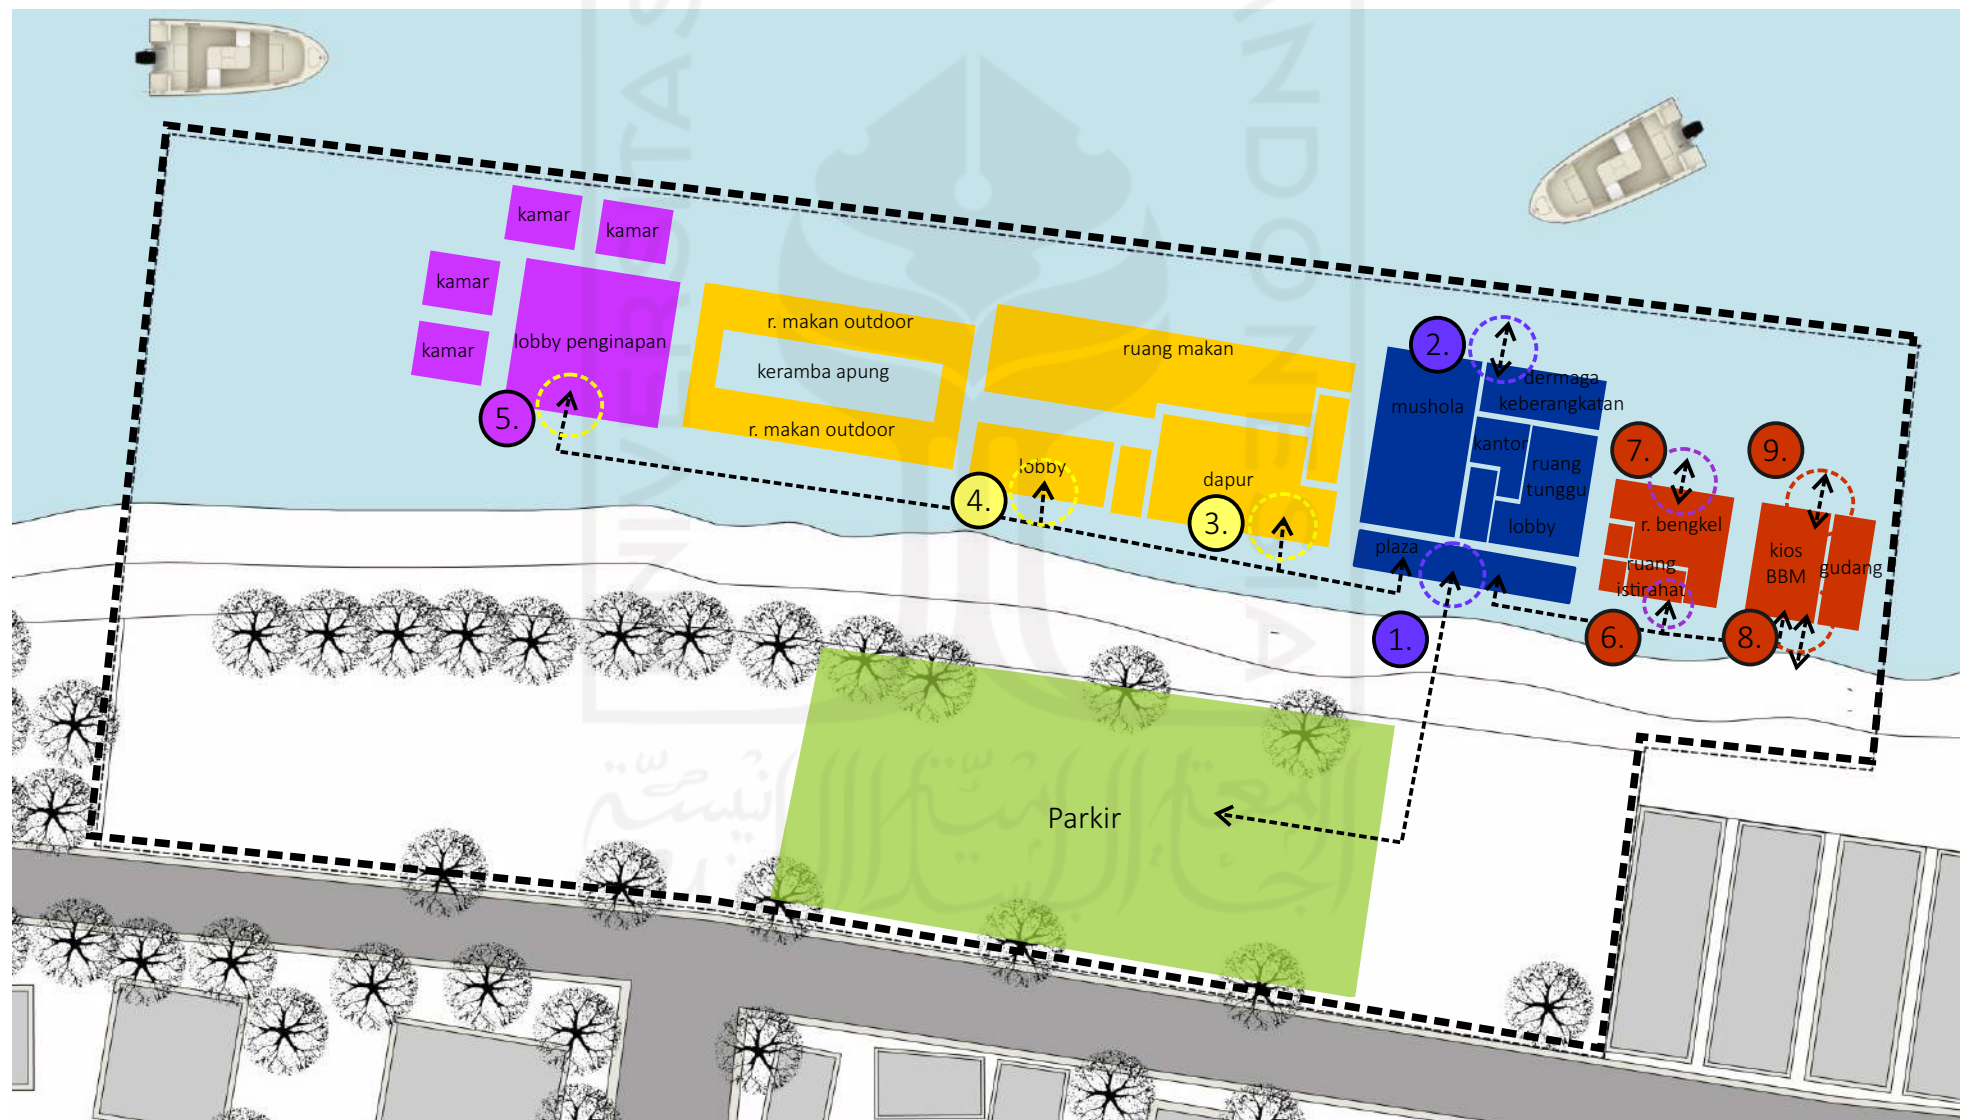 UNIVERSITAS
INDONESIA
kamar
kamar
kamar
kamar
lobby penginapan
5.
r. makan outdoor
keramba apung
r. makan outdoor
ruang makan
lobby
4.
dapur
3.
2.
mushola
dermaga
keberangkatan
kantor
ruang
tunggu
lobby
plaza
1.
7.
r. bengkel
ruang
istirahat
6.
9.
kios
BBM
gudang
8.
Parkir